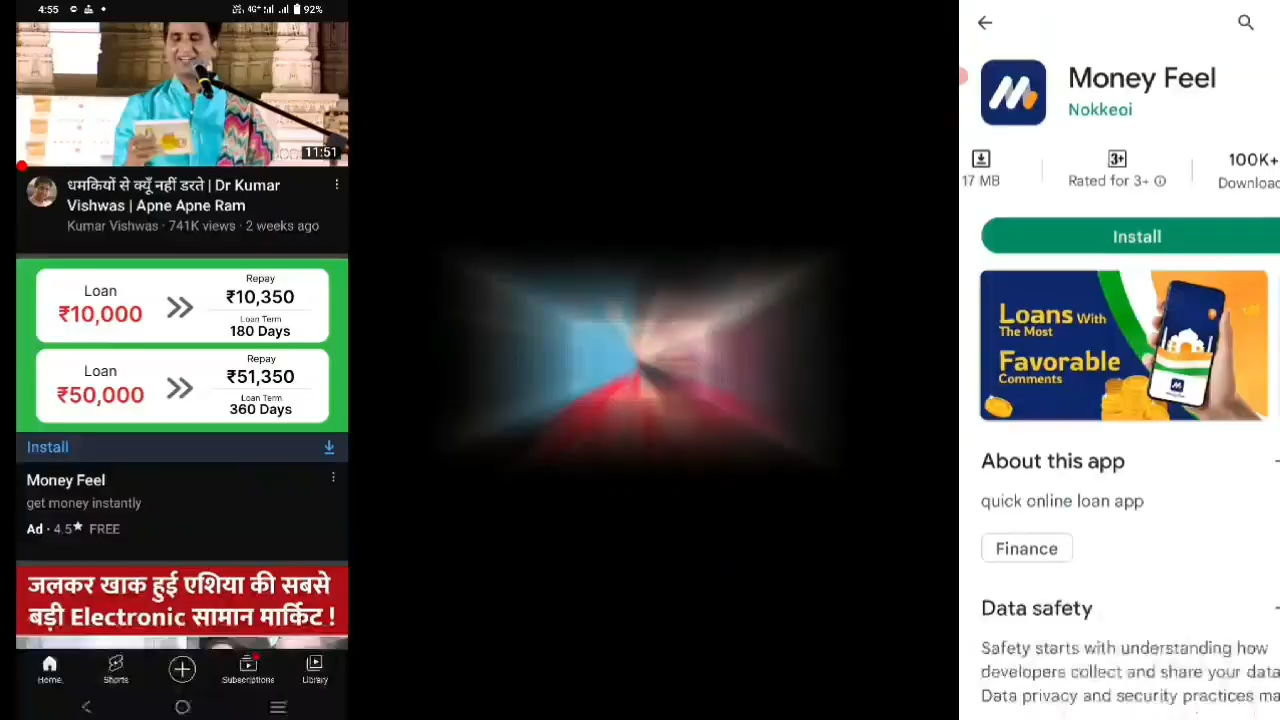 4:55
4G+
92%
11:51
धमकियों से क्यूँ नहीं डरते | Dr Kumar
Vishwas | Apne Apne Ram
Kumar Vishwas · 741K views · 2 weeks ago
Loan
₹10,000
Repay
₹10,350
Loan Term
180 Days
Loan
₹50,000
Repay
₹51,350
Loan Term
360 Days
Install
Money Feel
get money instantly
Ad · 4.5★ FREE
जलकर खाक हुई एशिया की सबसे
बड़ी Electronic सामान मार्किट !
Home
Shorts
Subscriptions
Library
Money Feel
Nokkeoi
17 MB
3+
Rated for 3+
100K+
Download
Install
Loans With
The Most
Favorable
Comments
About this app
quick online loan app
Finance
Data safety
Safety starts with understanding how
developers collect and share your data
Data privacy and security practices ma